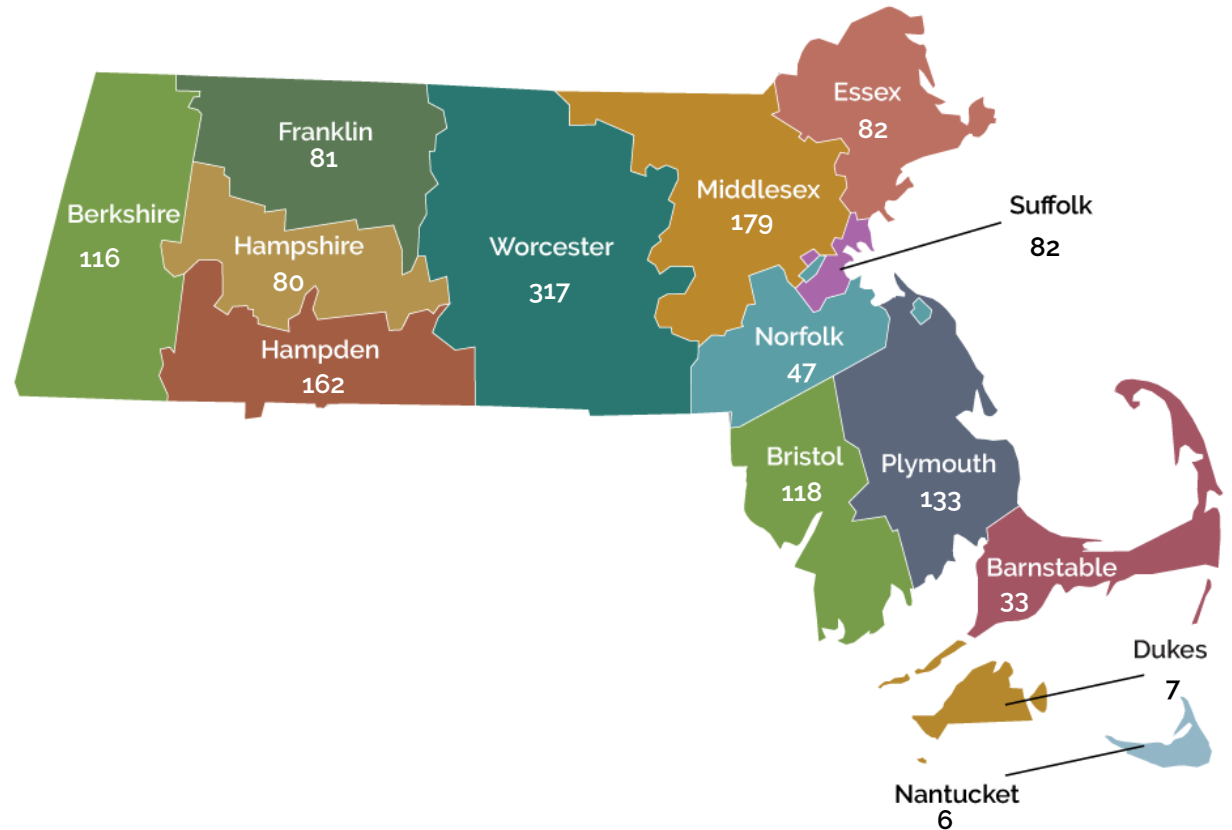 Essex
82
Franklin
81
Middlesex
179
Berkshire
116
Suffolk
82
Hampshire
80
Worcester
317
Norfolk
47
Hampden
162
Bristol
118
Plymouth
133
Barnstable
33
Dukes
7
Nantucket
6